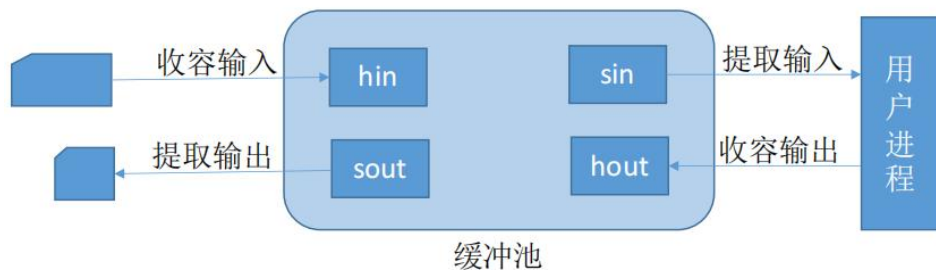 收容输入
hin
sin
提取输入
提取输出
sout
hout
收容输出
用户进程
缓冲池